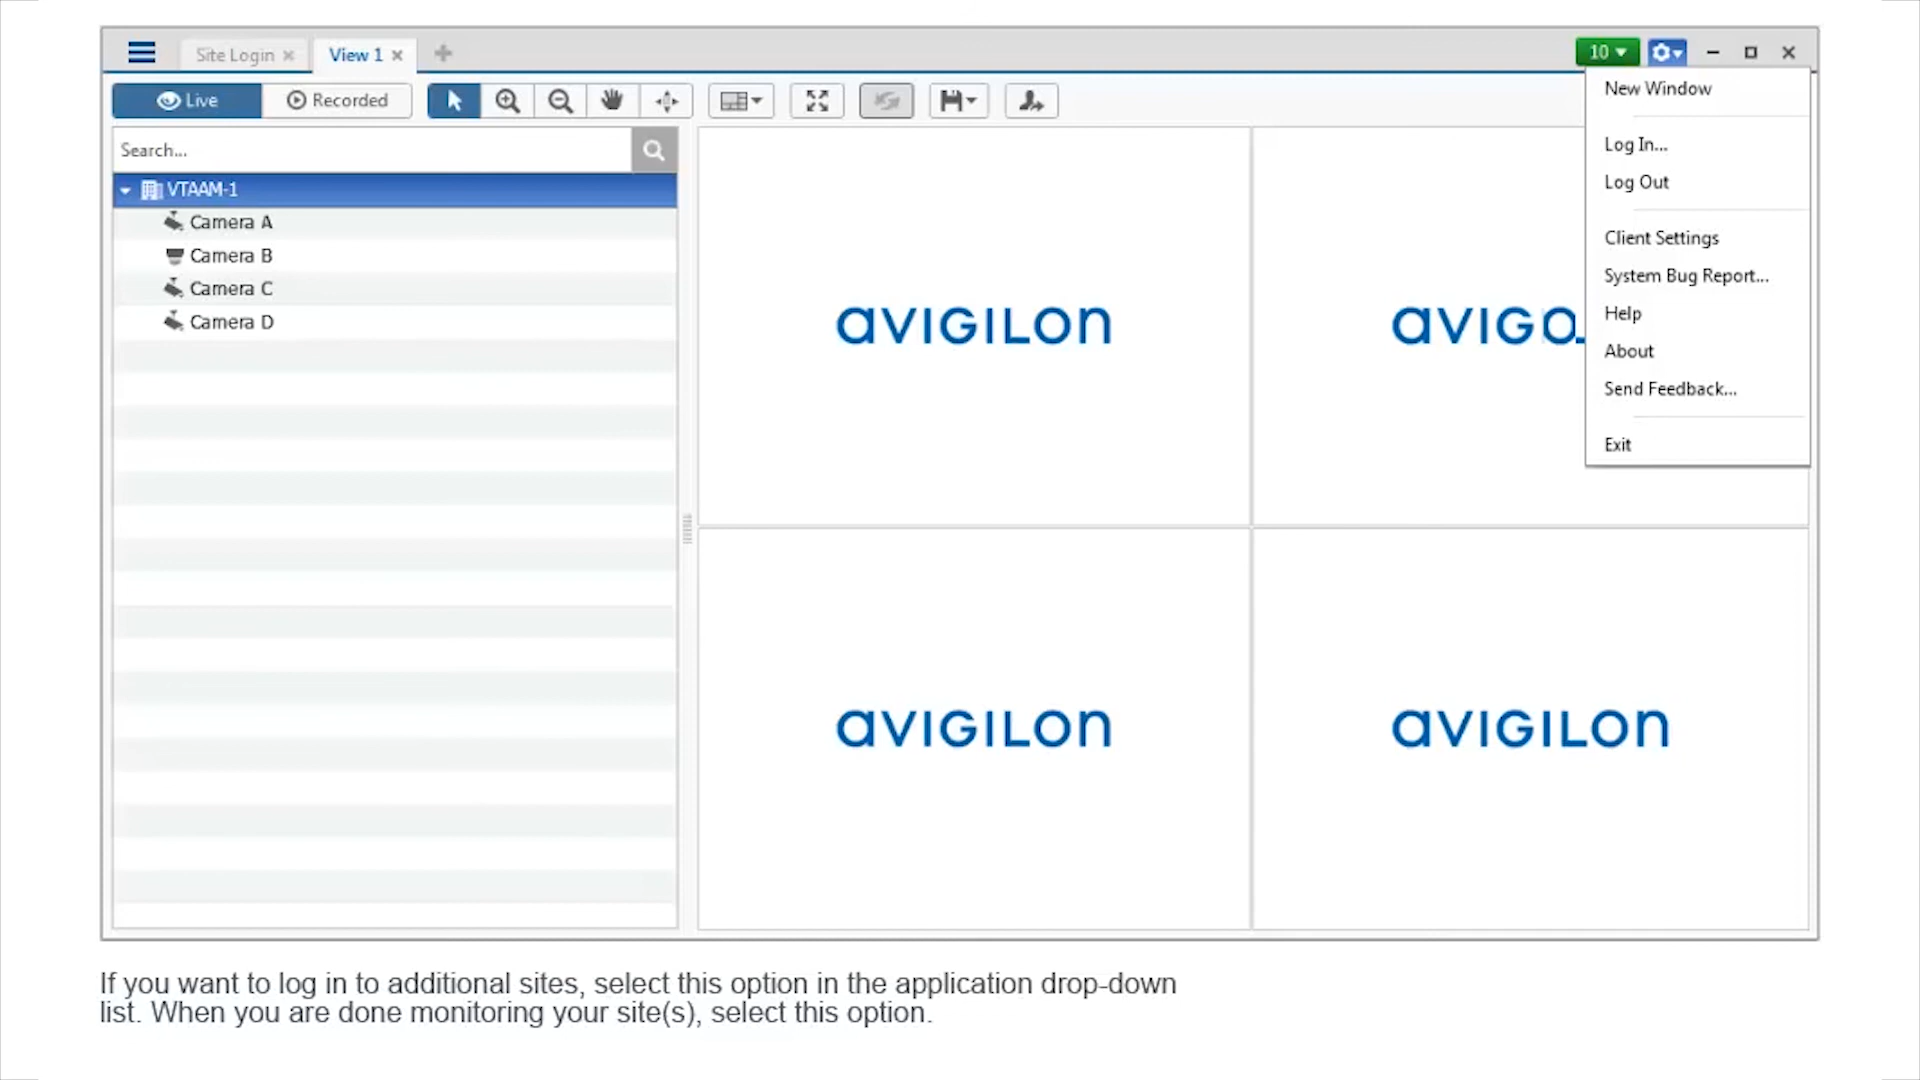 Site Login
View 1
10
Live
Recorded
New Window
Log In...
Log Out
Client Settings
System Bug Report...
Help
About
Send Feedback...
Exit
Search...
VTAAM-1
Camera A
Camera B
Camera C
Camera D
AVIGILON
AVIGILON
AVIGILON
If you want to log in to additional sites, select this option in the application drop-down
list. When you are done monitoring your site(s), select this option.